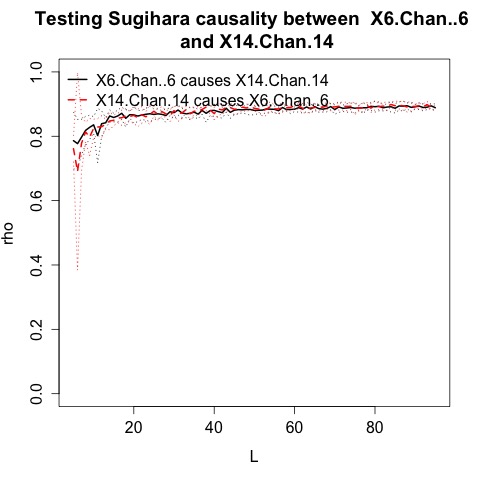 Testing Sugihara causality between  X6.Chan..6
and X14.Chan.14
X6.Chan..6 causes X14.Chan.14
X14.Chan.14 causes X6.Chan..6
1.0
0.8
0.6
0.4
0.2
0.0
rho
20 40 60 80
L